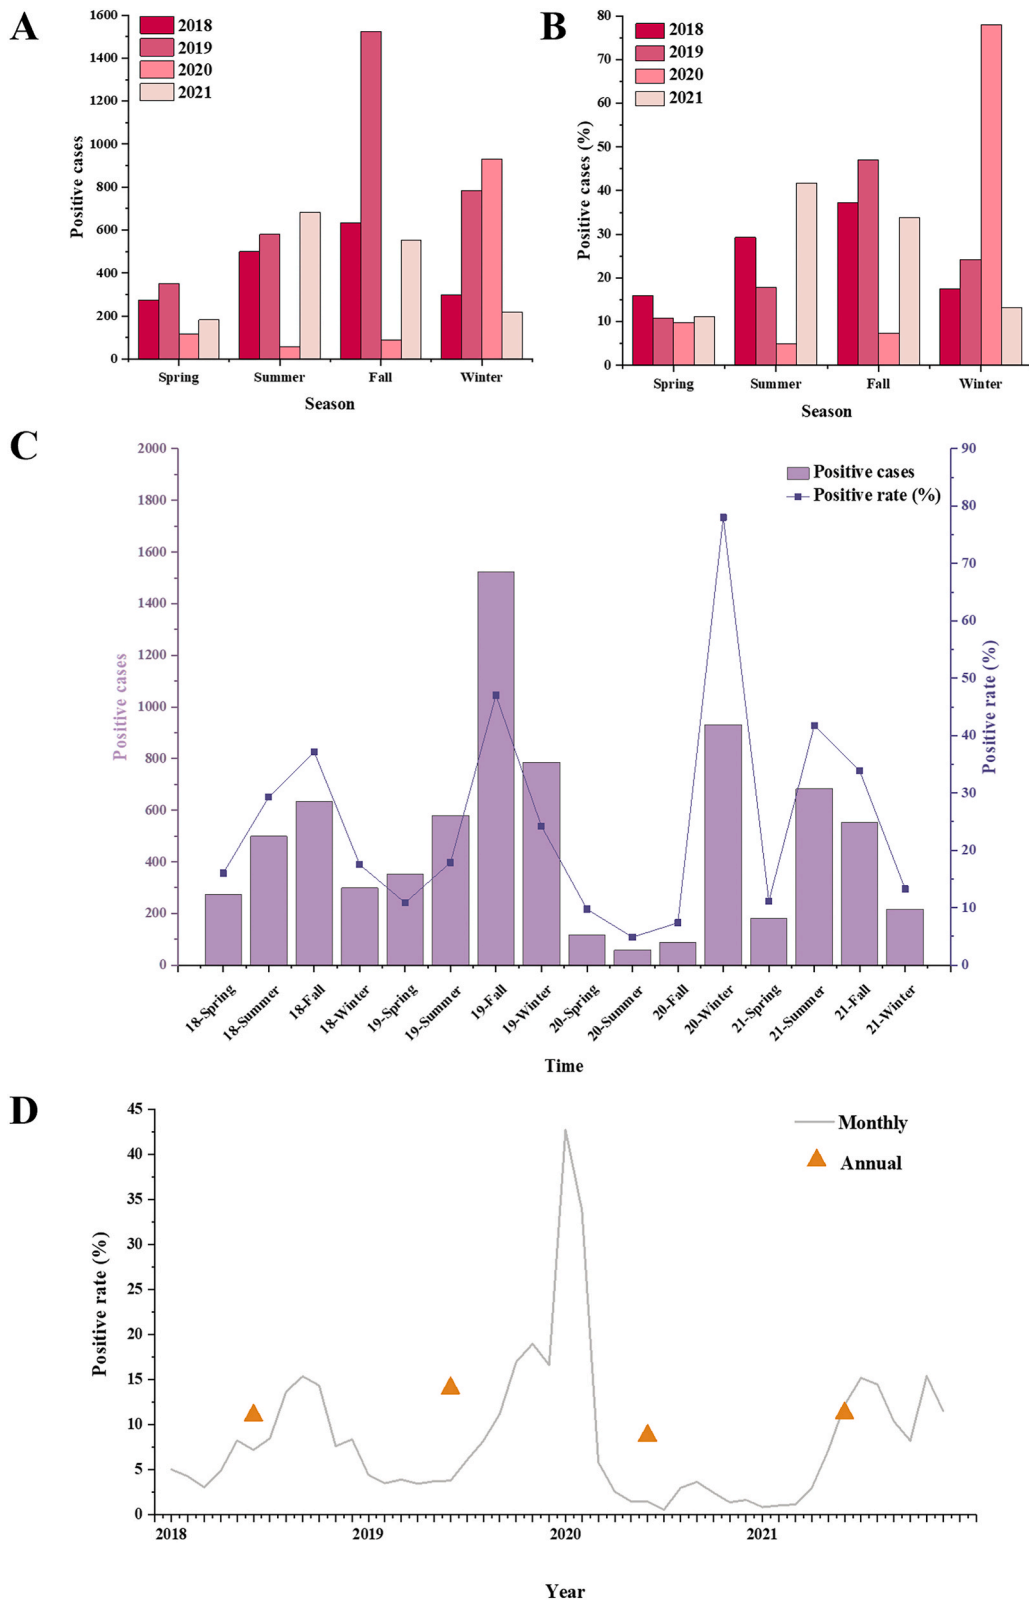 A
1600
1400
1200
1000
800
600
400
200
0
Positive cases
2018
2019
2020
2021
Spring
Summer
Fall
Winter
Season
B
80
70
60
50
40
30
20
10
0
Positive cases (%)
2018
2019
2020
2021
Spring
Summer
Fall
Winter
Season
C
2000
1800
1600
1400
1200
1000
800
600
400
200
0
Positive cases
Positive cases
Positive rate (%)
90
80
70
60
50
40
30
20
10
0
Positive rate (%)
18-Spring
18-Summer
18-Fall
18-Winter
19-Spring
19-Summer
19-Fall
19-Winter
20-Spring
20-Summer
20-Fall
20-Winter
21-Spring
21-Summer
21-Fall
21-Winter
Time
D
45
40
35
30
25
20
15
10
5
0
Positive rate (%)
Monthly
Annual
2018
2019
2020
2021
Year